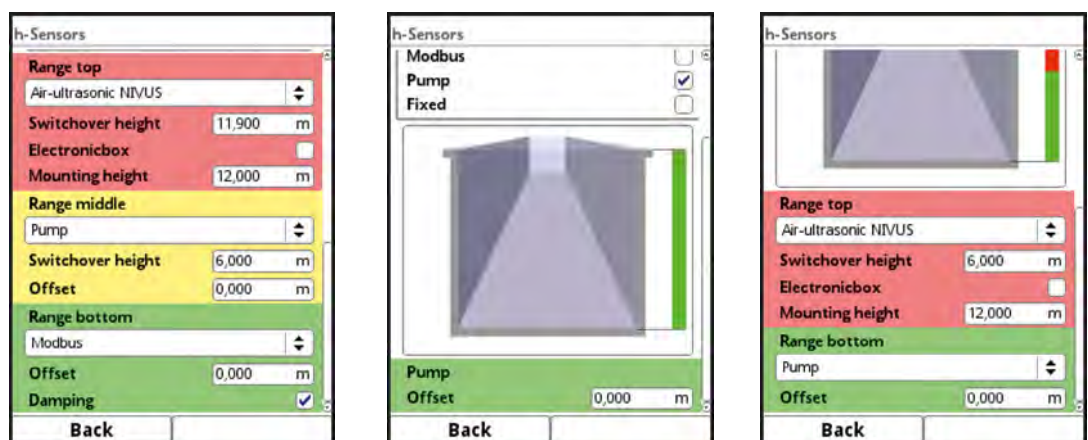 h-Sensors
Range top
Air-ultrasonic NIVUS
Switchover height 11,900 m
Electronicbox
Mounting height 12,000 m
Range middle
Pump
Switchover height 6,000 m
Offset 0,000 m
Range bottom
Modbus
Offset 0,000 m
Damping
Back
h-Sensors
Modbus
Pump
Fixed
Pump
Offset 0,000 m
Back
h-Sensors
Range top
Air-ultrasonic NIVUS
Switchover height 6,000 m
Electronicbox
Mounting height 12,000 m
Range bottom
Pump
Offset 0,000 m
Back